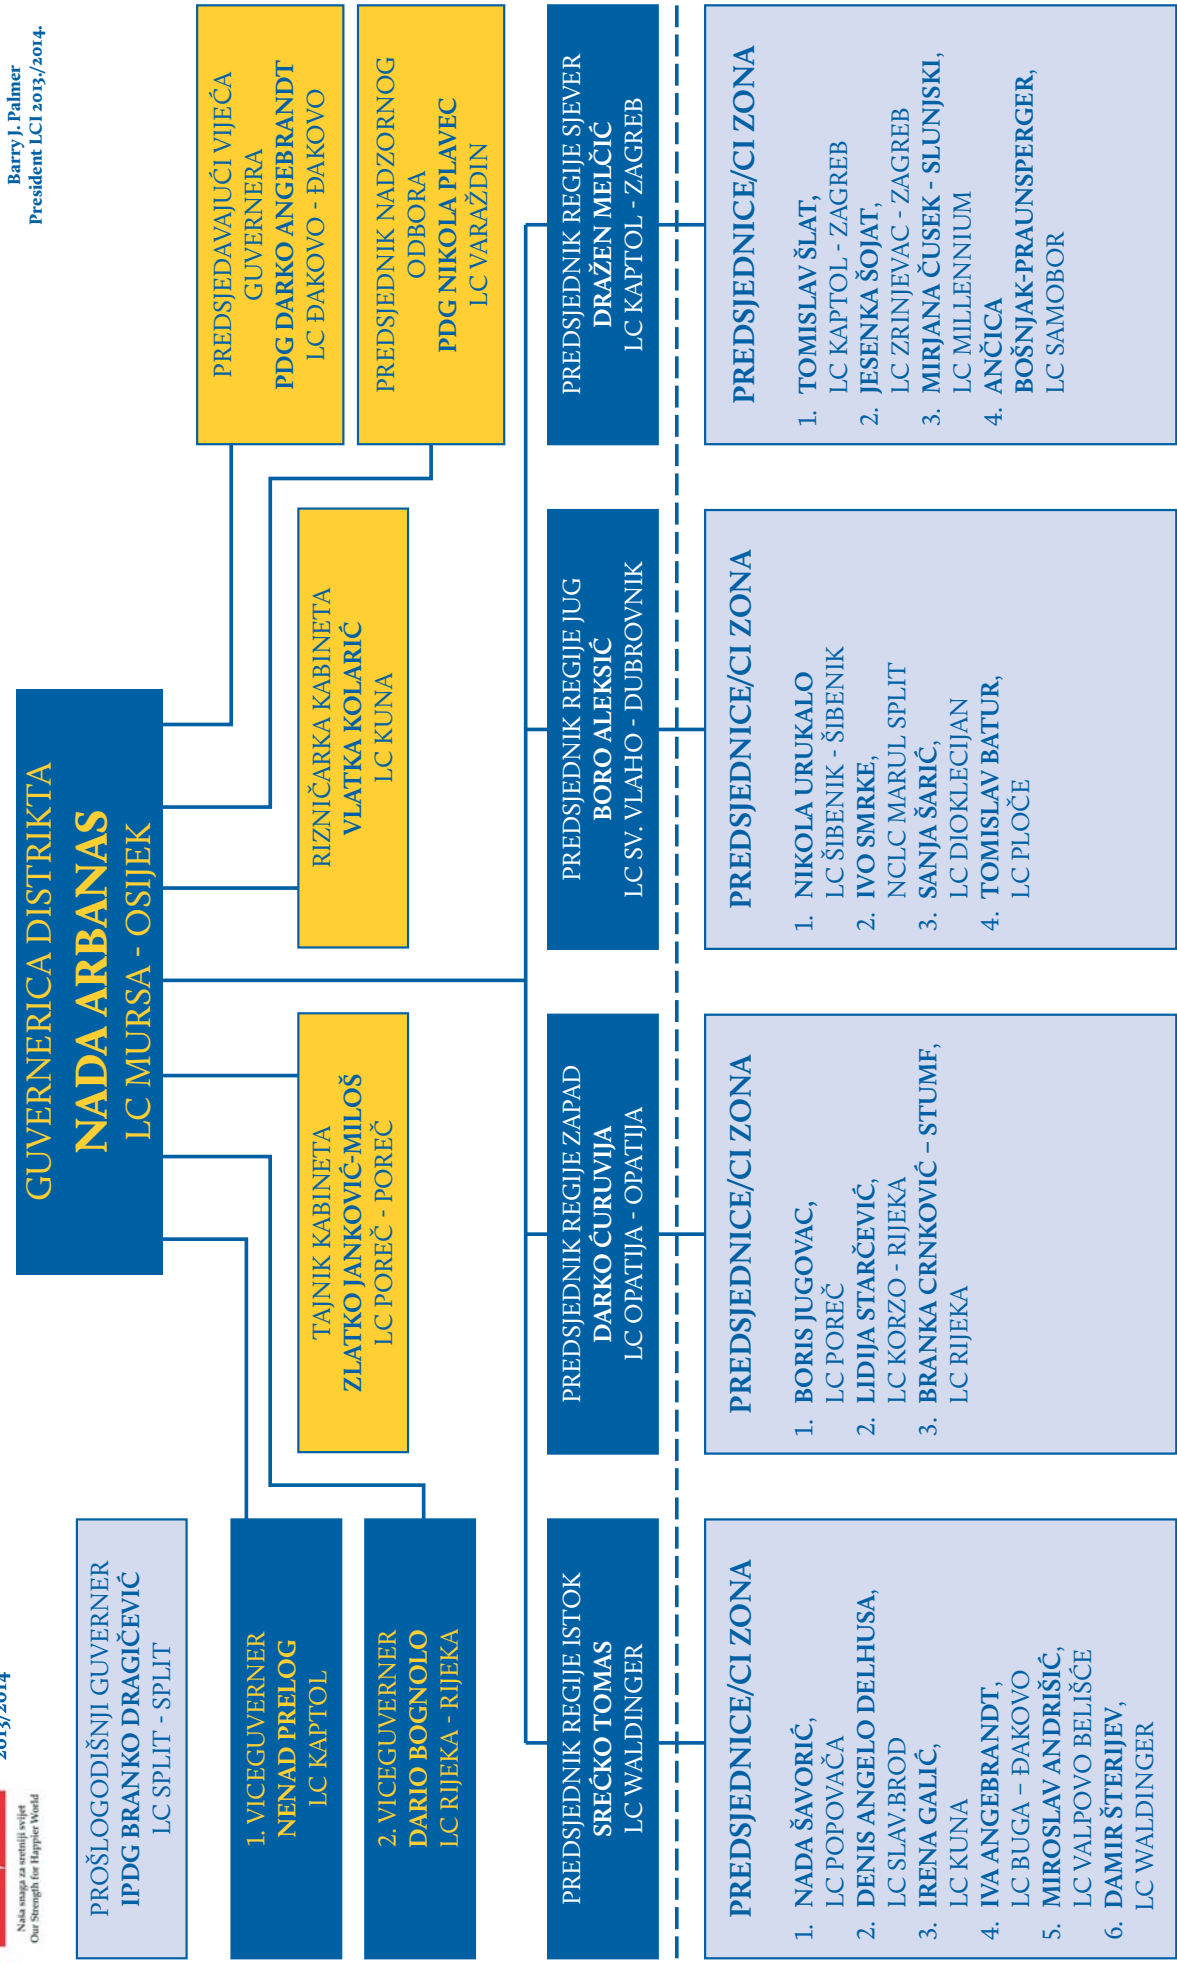 2013/2014
Naša snaga za sretniji svijet
Our Strength for Happier World
Barry J. Palmer
President LCI 2013./2014.
GUVERNERICA DISTRIKTA
NADA ARBANAS
LC MURSA - OSIJEK
PROŠLOGODIŠNJI GUVERNER
IPDG BRANKO DRAGIČEVIĆ
LC SPLIT - SPLIT
1. VICEGUVERNER
NENAD PRELOG
LC KAPTOL
2. VICEGUVERNER
DARIO BOGNOLO
LC RIJEKA - RIJEKA
TAJNIK KABINETA
ZLATKO JANKOVIĆ-MILOŠ
LC POREČ - POREČ
RIZNIČARKA KABINETA
VLATKA KOLARIĆ
LC KUNA
PREDSJEDAVAJUĆI VIJEĆA
GUVERNERA
PDG DARKO ANGEBRANDT
LC ĐAKOVO - ĐAKOVO
PREDSJEDNIK NADZORNOG
ODBORA
PDG NIKOLA PLAVEC
LC VARAŽDIN
PREDSJEDNIK REGIJE ISTOK
SREĆKO TOMAS
LC WALDINGER
PREDSJEDNIK REGIJE ZAPAD
DARKO ĆURUVIJA
LC OPATIJA - OPATIJA
PREDSJEDNIK REGIJE JUG
BORO ALEKSIĆ
LC SV. VLAHO - DUBROVNIK
PREDSJEDNIK REGIJE SJEVER
DRAŽEN MELČIĆ
LC KAPTOL - ZAGREB
PREDSJEDNICE/CI ZONA
1. NADA ŠAVORIĆ,
LC POPOVAČA
2. DENIS ANGELO DELHUSA,
LC SLAV.BROD
3. IRENA GALIĆ,
LC KUNA
4. IVA ANGEBRANDT,
LC BUGA – ĐAKOVO
5. MIROSLAV ANDRIŠIĆ,
LC VALPOVO BELIŠĆE
6. DAMIR ŠTERIJEV,
LC WALDINGER
PREDSJEDNICE/CI ZONA
1. BORIS JUGOVAC,
LC POREČ
2. LIDIJA STARČEVIĆ,
LC KORZO - RIJEKA
3. BRANKA CRNKOVIĆ – STUMF,
LC RIJEKA
PREDSJEDNICE/CI ZONA
1. NIKOLA URUKALO
LC ŠIBENIK - ŠIBENIK
2. IVO SMRKE,
NCLC MARUL SPLIT
3. SANJA ŠARIĆ,
LC DIOKLECIJAN
4. TOMISLAV BATUR,
LC PLOČE
PREDSJEDNICE/CI ZONA
1. TOMISLAV ŠLAT,
LC KAPTOL - ZAGREB
2. JESENKA ŠOJAT,
LC ZRINJEVAC - ZAGREB
3. MIRJANA ČUSEK - SLUNJSKI,
LC MILLENNIUM
4. ANČICA
BOŠNJAK-PRAUNSPERGER,
LC SAMOBOR